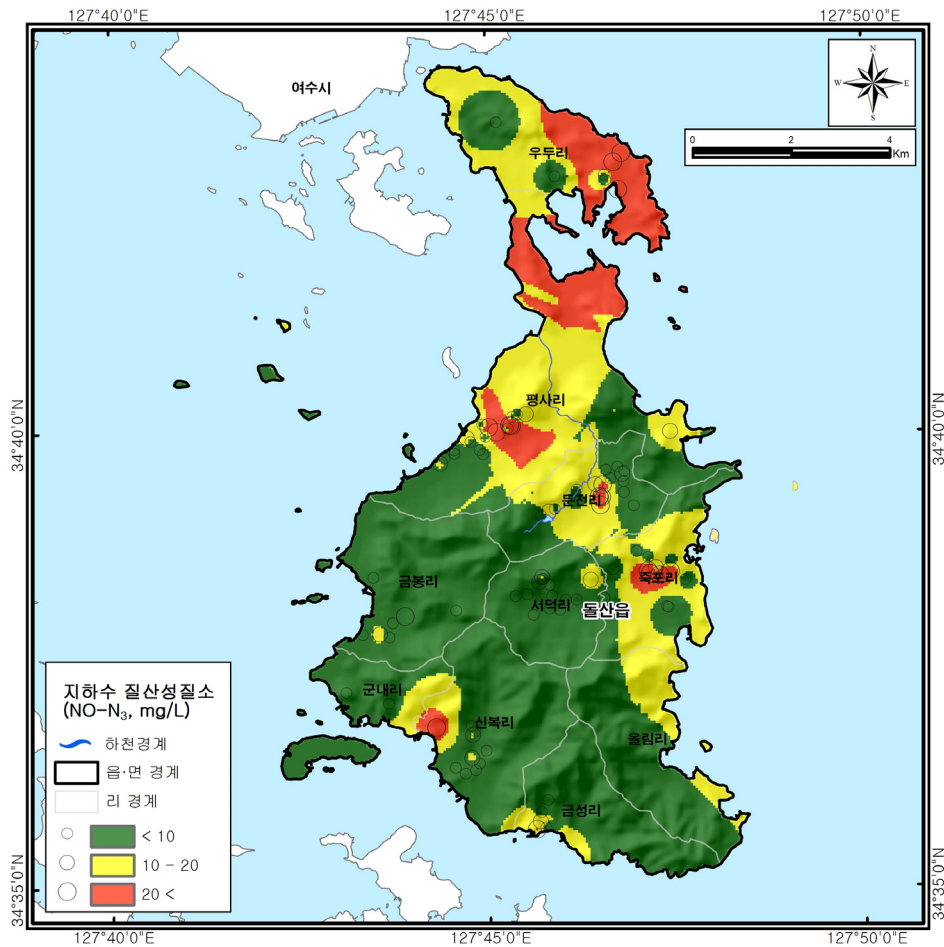 127°40'0"E 127°45'0"E 127°50'0"E
여수시
N
W E
S
0 2 4
Km
우두리
34°40'0"N 34°40'0"N
평사리
둔전리
죽포리
금봉리
서덕리
돌산읍
군내리
신복리
율림리
금성리
지하수 질산성질소
(NO-N₃, mg/L)
하천경계
읍·면 경계
리 경계
< 10
10 - 20
20 <
34°35'0"N 34°35'0"N
127°40'0"E 127°45'0"E 127°50'0"E